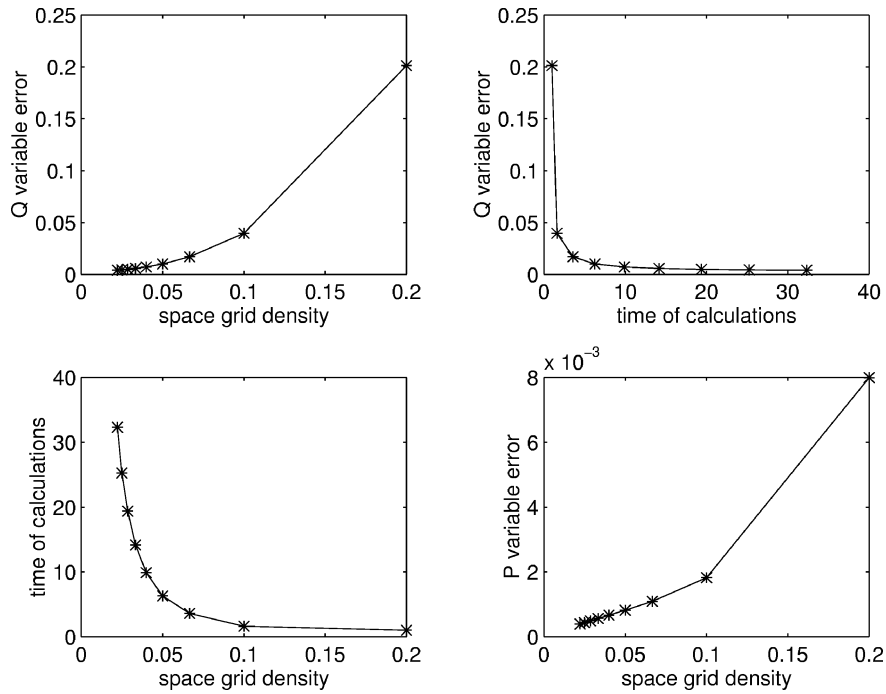 0.25
0.2
0.15
0.1
0.05
0
Q variable error
0 0.05 0.1 0.15 0.2
space grid density
0.25
0.2
0.15
0.1
0.05
0
Q variable error
0 10 20 30 40
time of calculations
40
30
20
10
0
time of calculations
0 0.05 0.1 0.15 0.2
space grid density
x 10⁻³
8
6
4
2
0
P variable error
0 0.05 0.1 0.15 0.2
space grid density